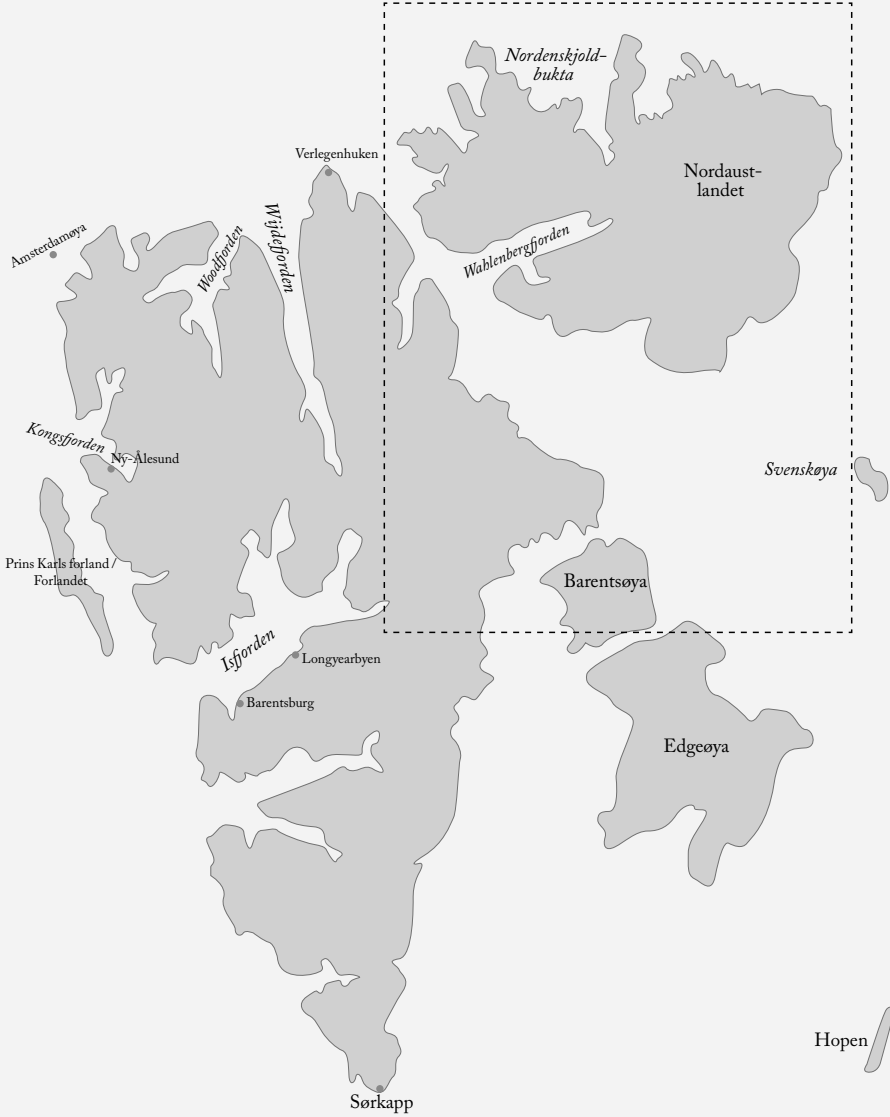 Nordenskjold-
bukta
Verlegenhuken
Nordaust-
landet
Amsterdamøya
Woodfjorden
Wijdefjorden
Wahlenbergfjorden
Kongsfjorden
Ny-Ålesund
Svenskøya
Prins Karls forland /
Forlandet
Barentsøya
Isfjorden
Longyearbyen
Barentsburg
Edgeøya
Hopen
Sørkapp